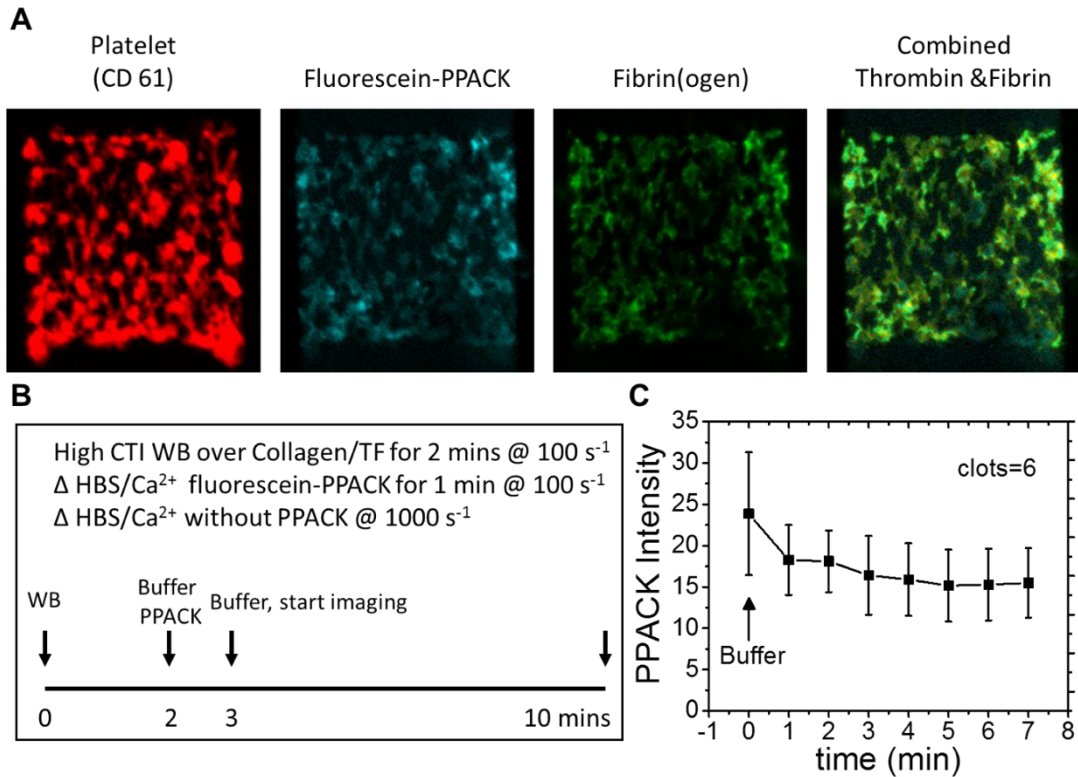 A
Platelet
(CD 61)
Fluorescein-PPACK
Fibrin(ogen)
Combined
Thrombin &Fibrin
B
High CTI WB over Collagen/TF for 2 mins @ 100 s⁻¹
Δ HBS/Ca²⁺ fluorescein-PPACK for 1 min @ 100 s⁻¹
Δ HBS/Ca²⁺ without PPACK @ 1000 s⁻¹
WB
Buffer
PPACK
Buffer, start imaging
0 2 3 10 mins
C
PPACK Intensity
35
30
25
20
15
10
5
0
clots=6
Buffer
-1 0 1 2 3 4 5 6 7 8
time (min)